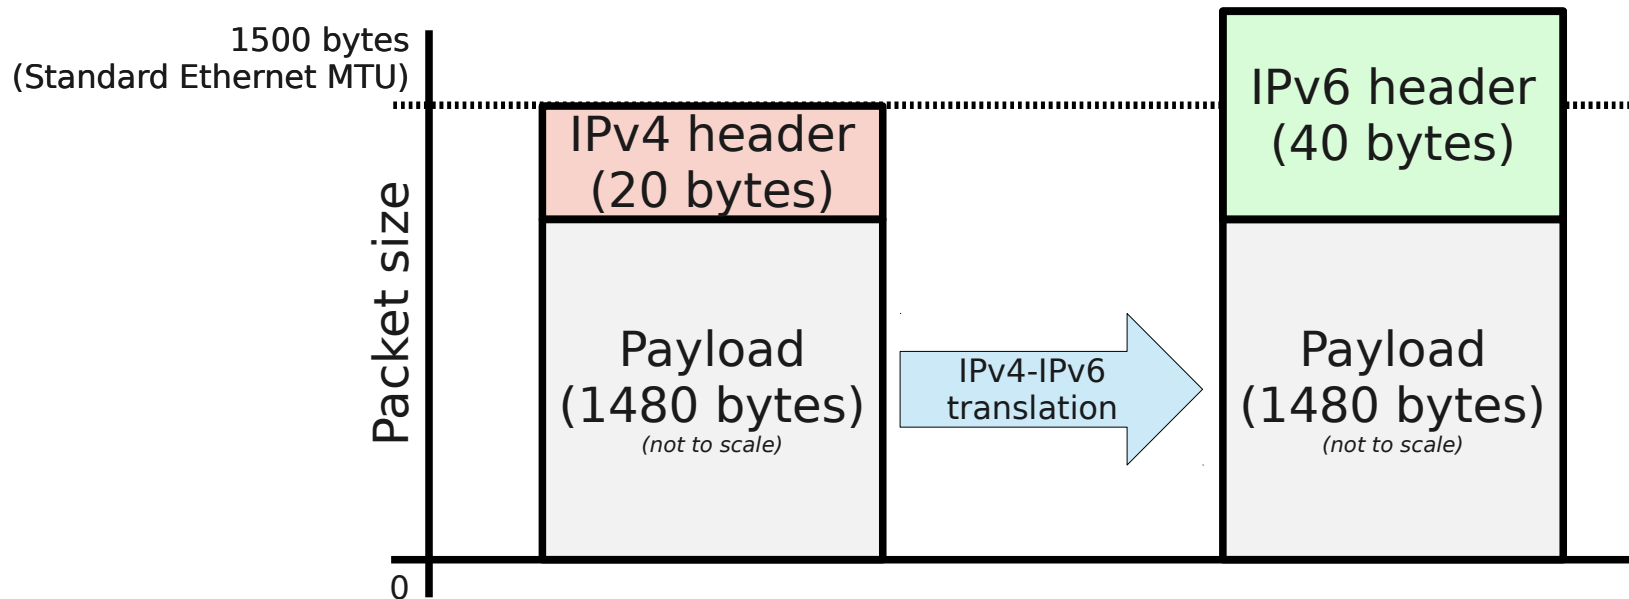 1500 bytes
(Standard Ethernet MTU)
Packet size
0
IPv4 header
(20 bytes)
Payload
(1480 bytes)
(not to scale)
IPv4-IPv6
translation
IPv6 header
(40 bytes)
Payload
(1480 bytes)
(not to scale)